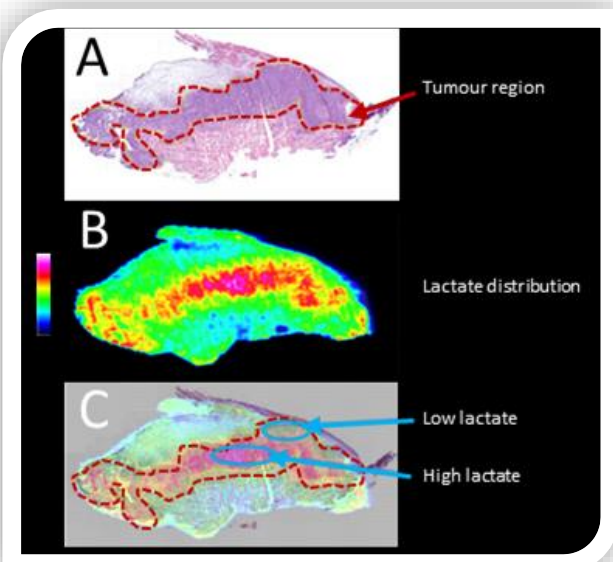 A
Tumour region
B
Lactate distribution
C
Low lactate
High lactate